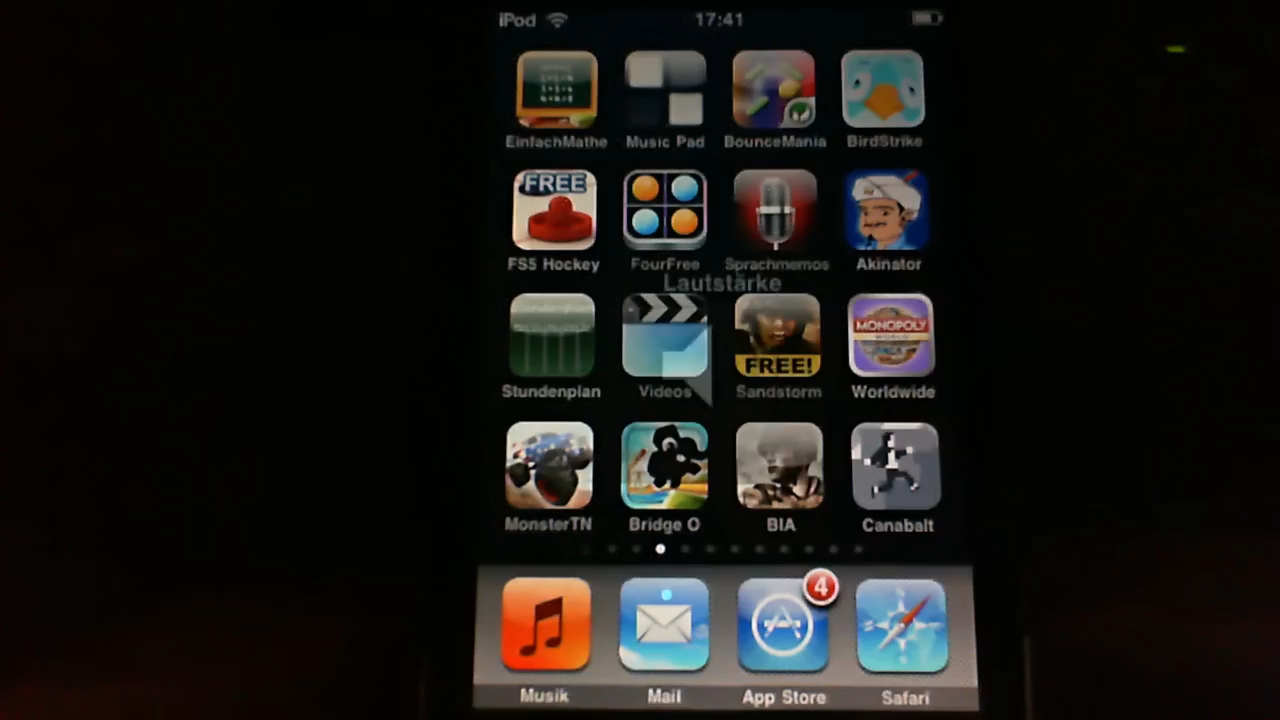 iPod 17:41
EinfachMathe Music Pad BounceMania BirdStrike
FREE
FS5 Hockey FourFree Sprachmemos Akinator
Lautstärke
MONOPOLY
WORLD
FREE!
Stundenplan Videos Sandstorm Worldwide
MonsterTN Bridge O BIA Canabalt
4
Musik Mail App Store Safari